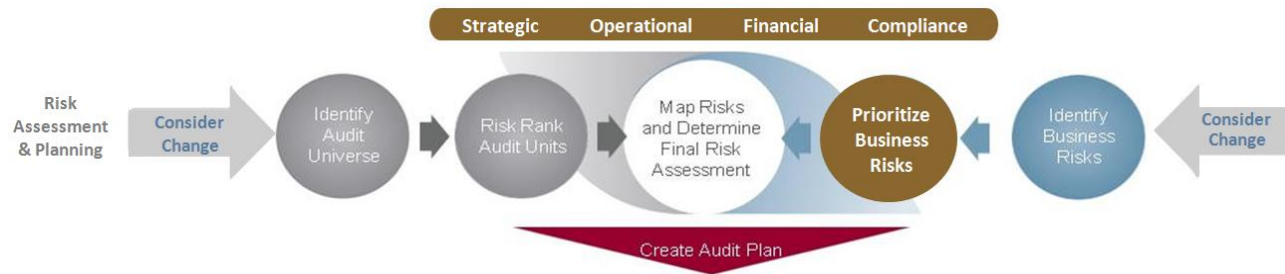 Strategic Operational Financial Compliance
Risk
Assessment
& Planning
Consider
Change
Identify
Audit
Universe
Risk Rank
Audit Units
Map Risks
and Determine
Final Risk
Assessment
Prioritize
Business
Risks
Identify
Business
Risks
Consider
Change
Create Audit Plan